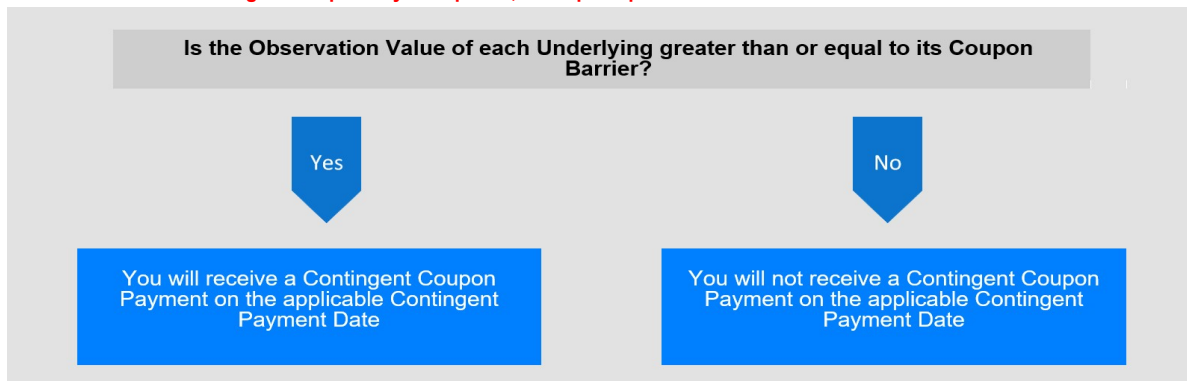 Is the Observation Value of each Underlying greater than or equal to its Coupon
Barrier?
Yes
No
You will receive a Contingent Coupon
Payment on the applicable Contingent
Payment Date
You will not receive a Contingent Coupon
Payment on the applicable Contingent
Payment Date